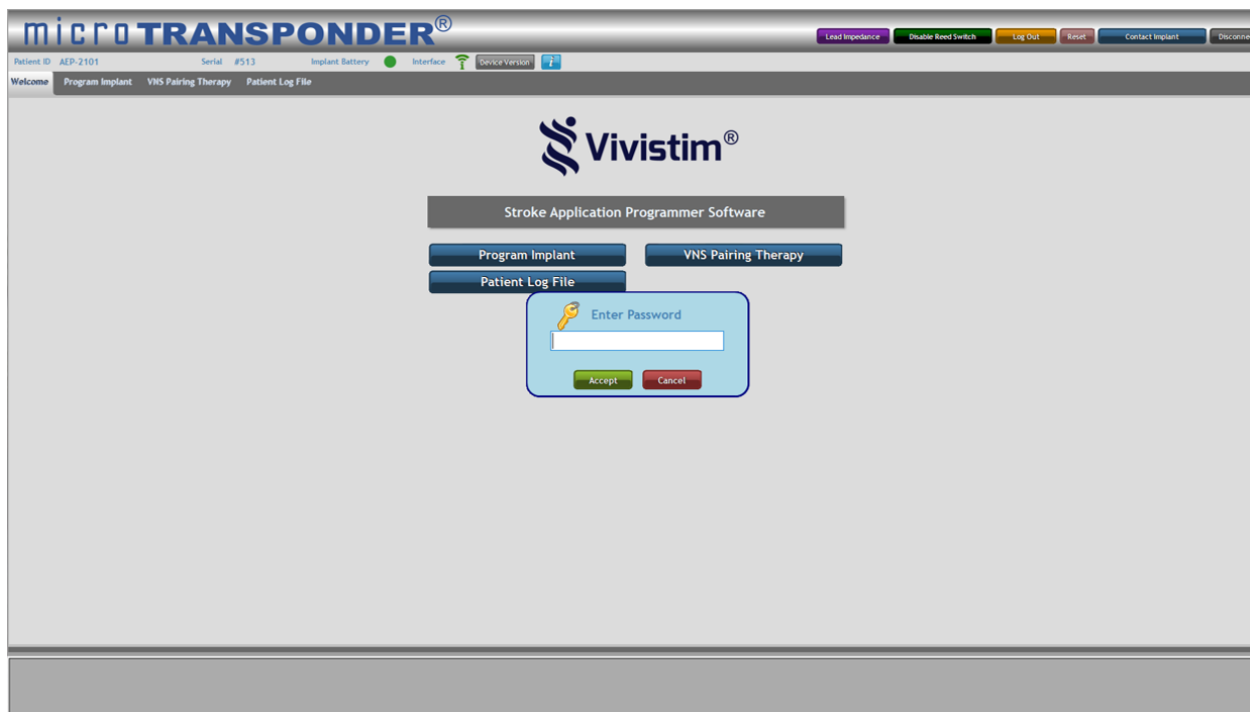 microTRANSPONDER®
Lead Impedance Disable Reed Switch Log Out Reset Contact Implant Disconne
Patient ID AEP-2101 Serial #513 Implant Battery Interface Device Version
Welcome Program Implant VNS Pairing Therapy Patient Log File
Vivistim®
Stroke Application Programmer Software
Program Implant VNS Pairing Therapy
Patient Log File
Enter Password
Accept Cancel